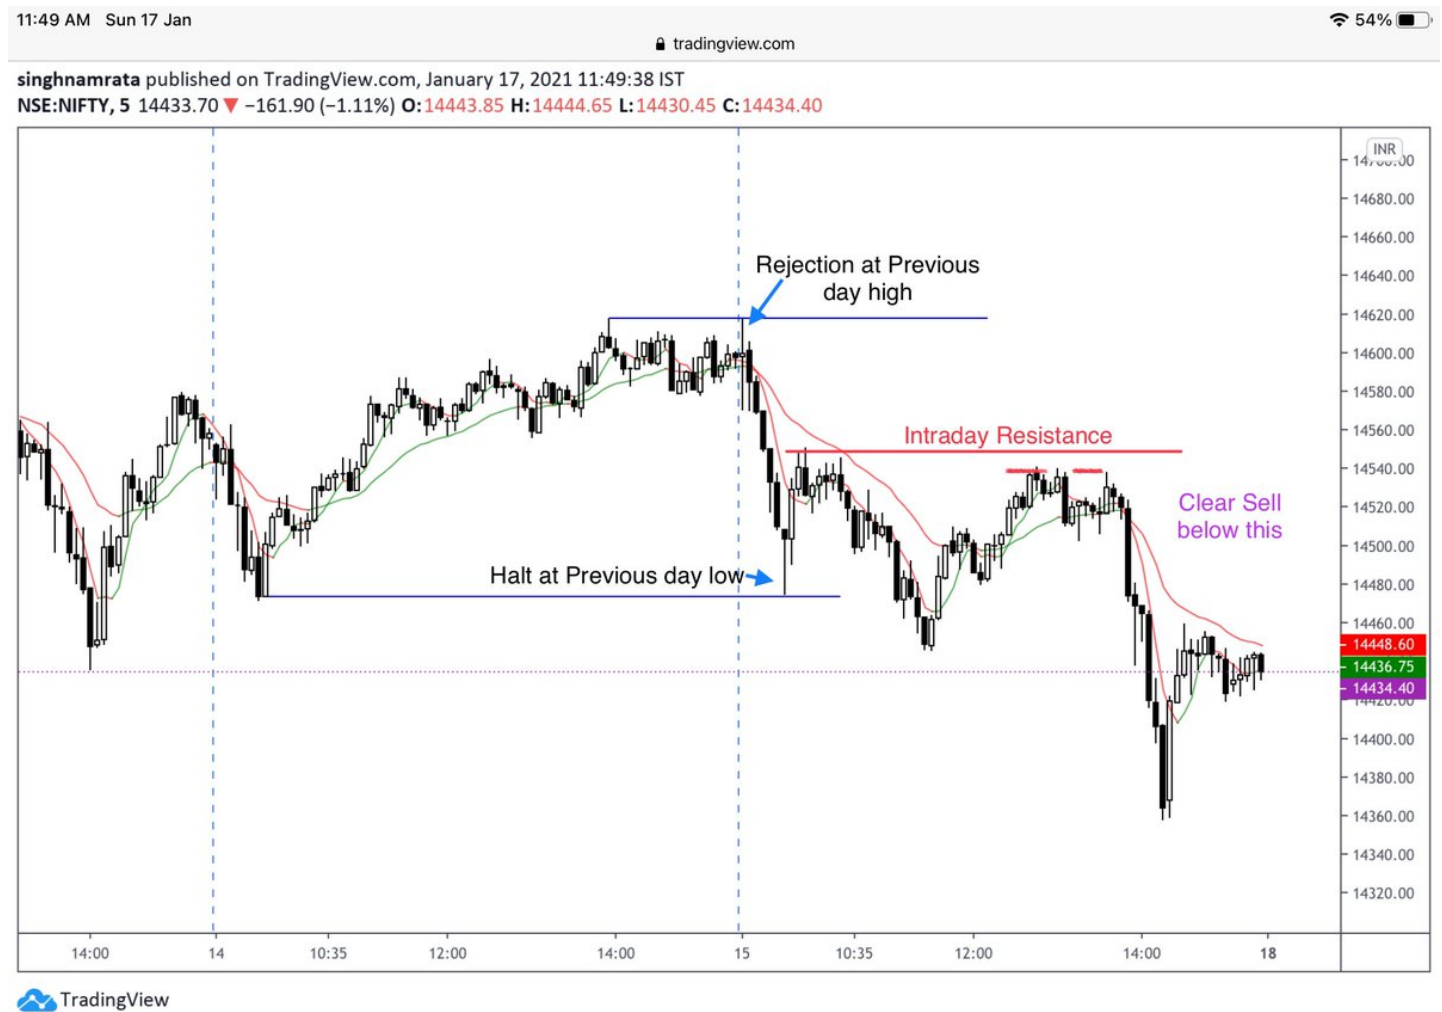 11:49 AM Sun 17 Jan
54%
tradingview.com
singhnamrata published on TradingView.com, January 17, 2021 11:49:38 IST
NSE:NIFTY, 5 14433.70 ▼ −161.90 (−1.11%) O:14443.85 H:14444.65 L:14430.45 C:14434.40
INR
14680.00
14660.00
Rejection at Previous
day high
14640.00
14620.00
14600.00
14580.00
14560.00
Intraday Resistance
14540.00
Clear Sell
below this
14520.00
14500.00
Halt at Previous day low
14480.00
14460.00
14448.60
14436.75
14434.40
14420.00
14400.00
14380.00
14360.00
14340.00
14320.00
14:00 14 10:35 12:00 14:00 15 10:35 12:00 14:00 18
TradingView